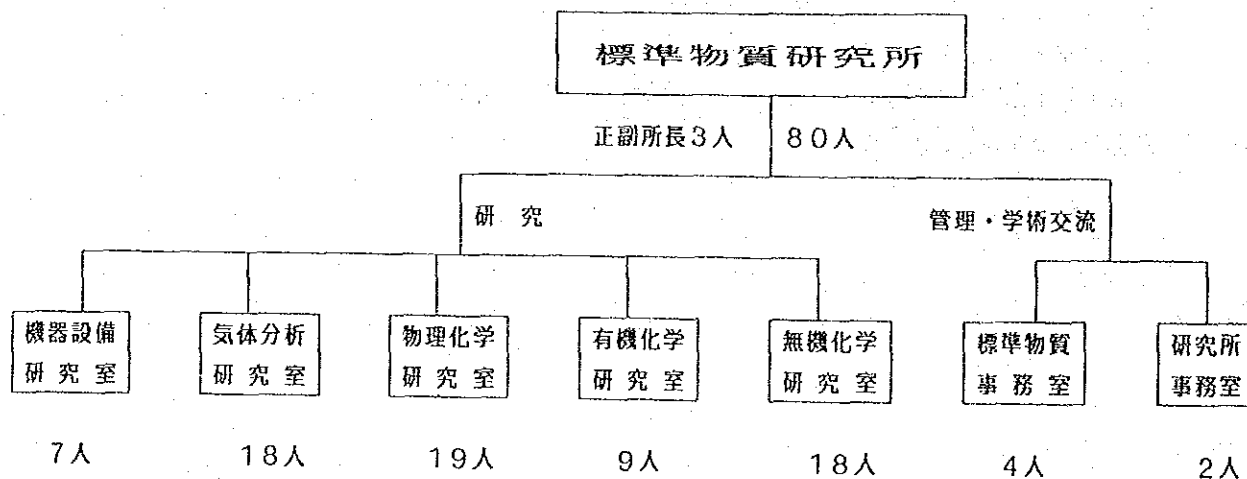 標準物質研究所
正副所長3人 80人
研究
管理・学術交流
機器設備
研究室
気体分析
研究室
物理化学
研究室
有機化学
研究室
無機化学
研究室
標準物質
事務室
研究所
事務室
7人 18人 19人 9人 18人 4人 2人